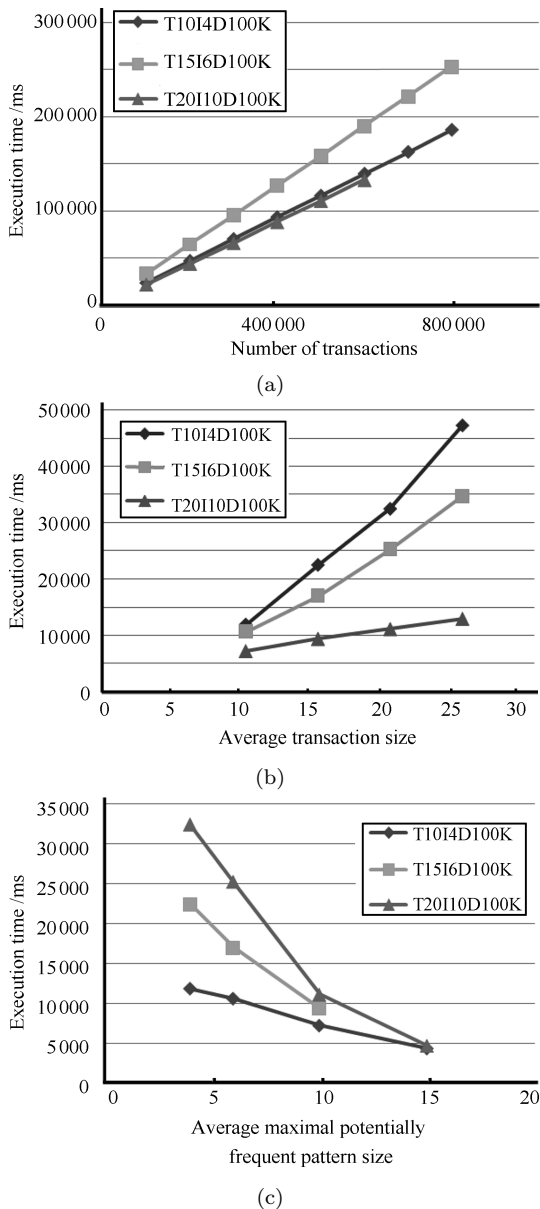 300 000
T10I4D100K
T15I6D100K
T20I10D100K
200 000
100 000
0
Execution time /ms
0 400 000 800 000
Number of transactions
(a)
50 000
T10I4D100K
40 000
T15I6D100K
T20I10D100K
30 000
20 000
10 000
0
Execution time /ms
0 5 10 15 20 25 30
Average transaction size
(b)
35 000
T10I4D100K
30 000
T15I6D100K
25 000
T20I10D100K
20 000
15 000
10 000
5 000
0
Execution time /ms
0 5 10 15 20
Average maximal potentially
frequent pattern size
(c)